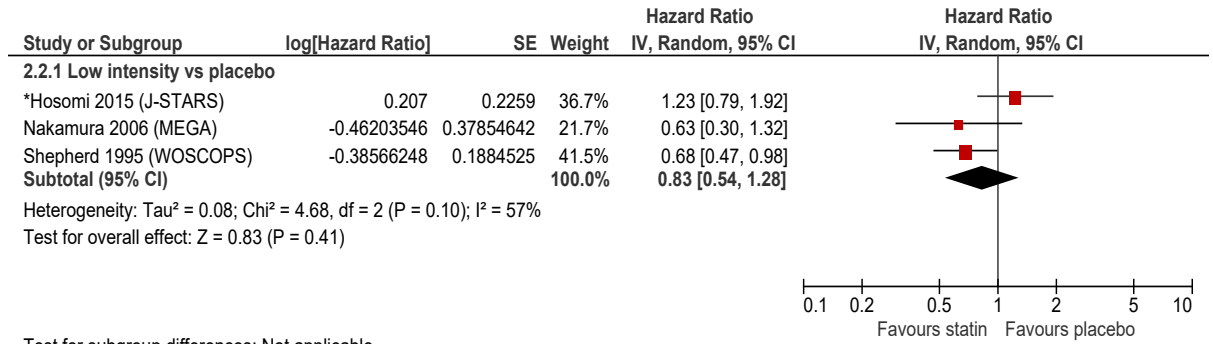 Hazard Ratio Hazard Ratio
Study or Subgroup log[Hazard Ratio] SE Weight IV, Random, 95% CI IV, Random, 95% CI
2.2.1 Low intensity vs placebo
*Hosomi 2015 (J-STARS) 0.207 0.2259 36.7% 1.23 [0.79, 1.92]
Nakamura 2006 (MEGA) -0.46203546 0.37854642 21.7% 0.63 [0.30, 1.32]
Shepherd 1995 (WOSCOPS) -0.38566248 0.1884525 41.5% 0.68 [0.47, 0.98]
Subtotal (95% CI) 100.0% 0.83 [0.54, 1.28]
Heterogeneity: Tau² = 0.08; Chi² = 4.68, df = 2 (P = 0.10); I² = 57%
Test for overall effect: Z = 0.83 (P = 0.41)
0.1 0.2 0.5 1 2 5 10
Favours statin Favours placebo
Test for subgroup differences: Not applicable